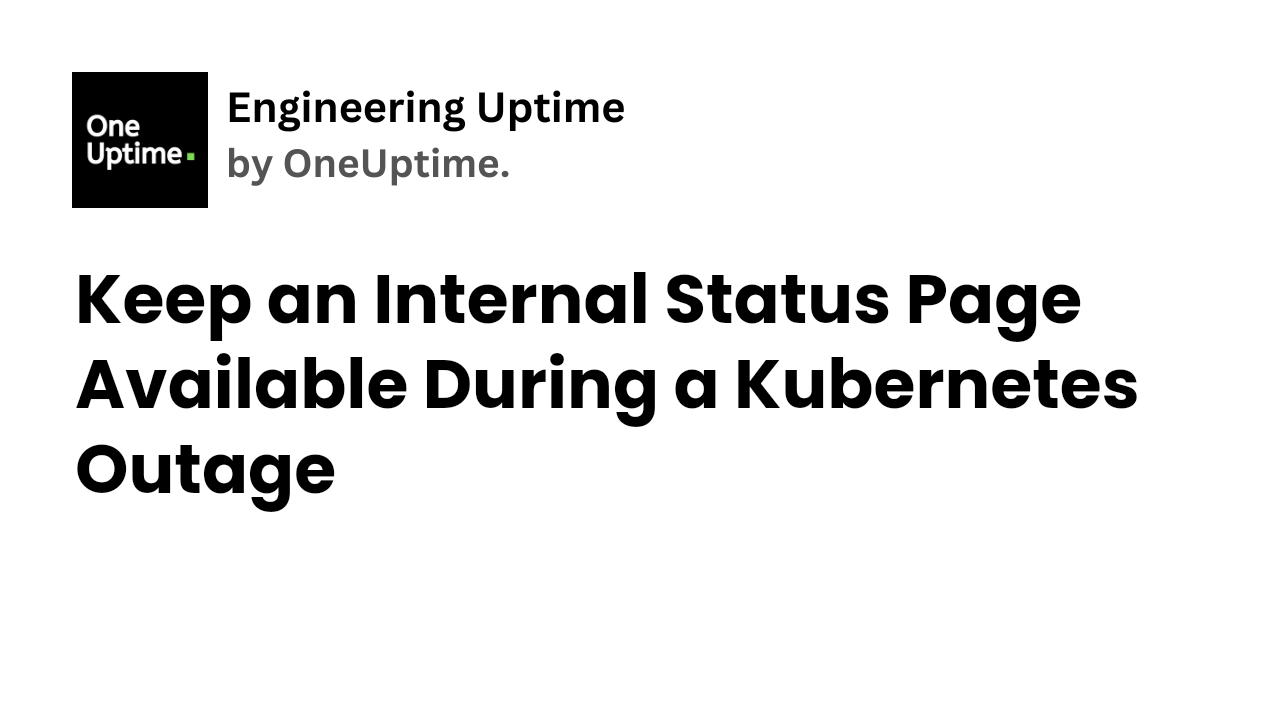 One
Uptime.
Engineering Uptime
by OneUptime.
Keep an Internal Status Page
Available During a Kubernetes
Outage